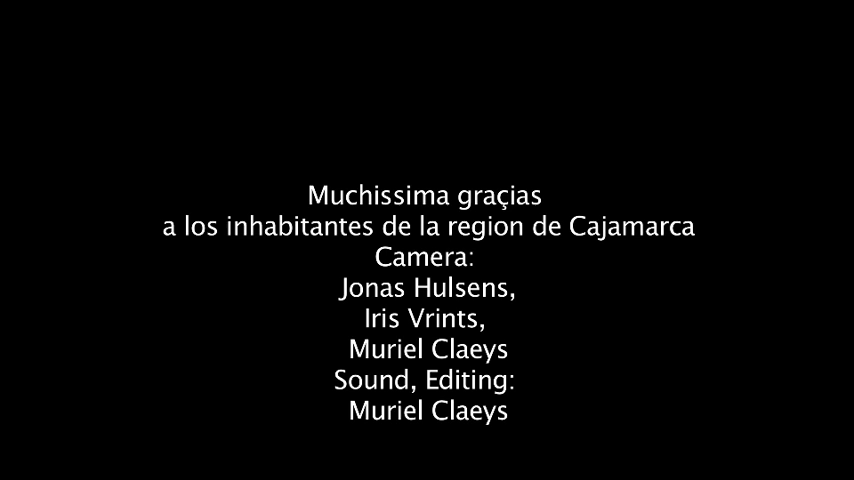 Muchissima graçias
a los inhabitantes de la region de Cajamarca
Camera:
Jonas Hulsens,
Iris Vrints,
Muriel Claeys
Sound, Editing:
Muriel Claeys